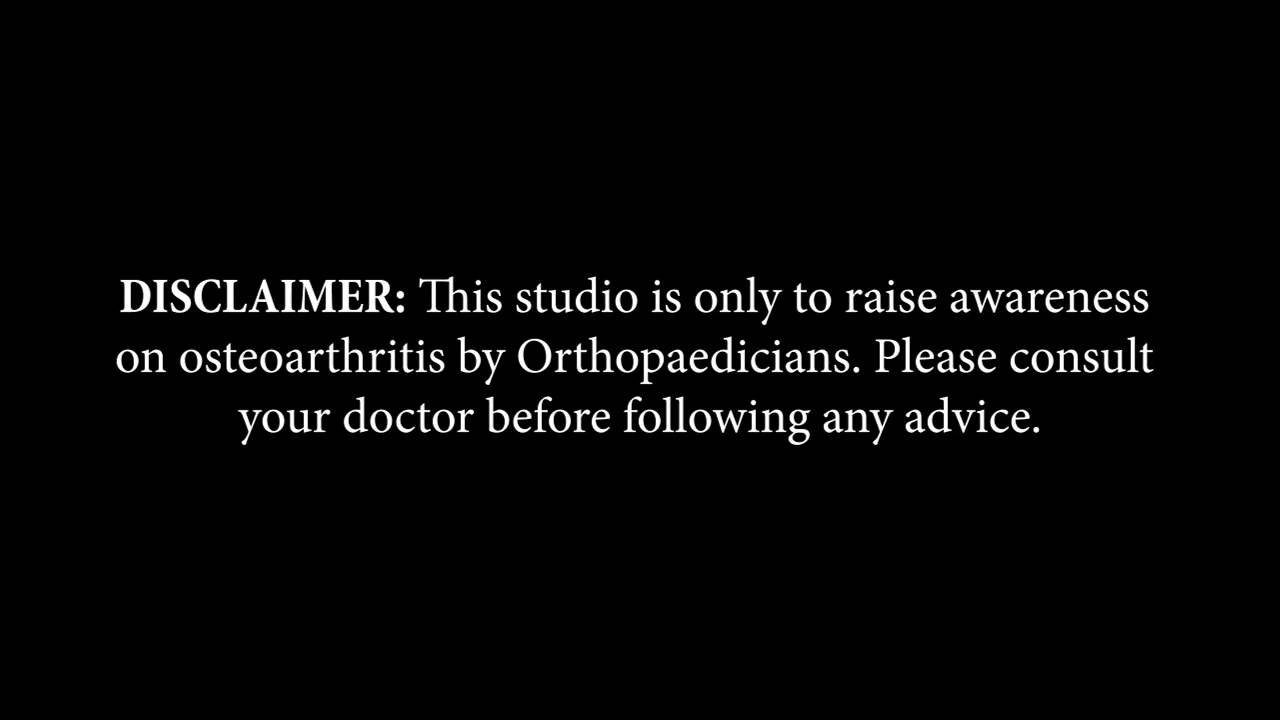 DISCLAIMER: This studio is only to raise awareness
on osteoarthritis by Orthopaedicians. Please consult
your doctor before following any advice.